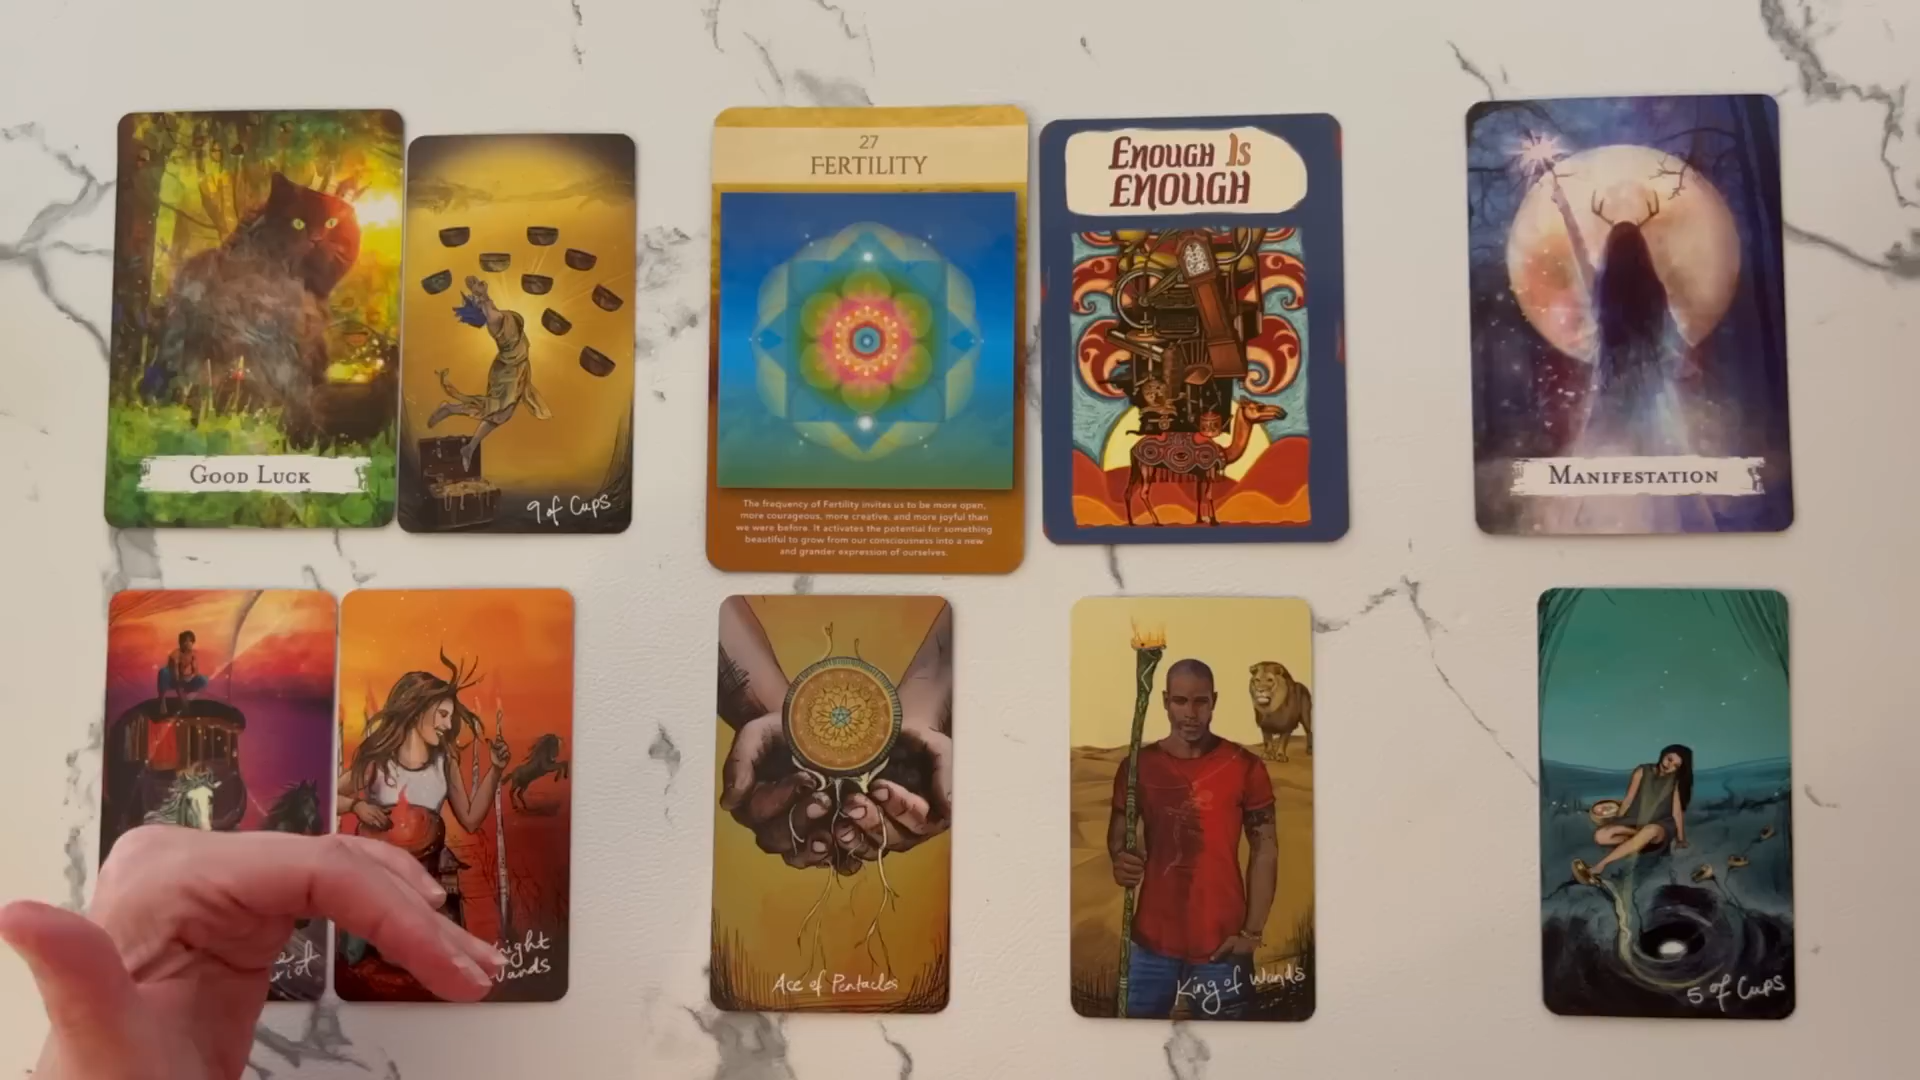 Good Luck
9 of Cups
27
FERTILITY
The frequency of Fertility invites us to be more open,
more courageous, more creative, and more joyful than
we were before. It activates the potential for something
beautiful to grow from our consciousness into a new
and grander expression of ourselves.
Enough Is
ENOUGH
Manifestation
Ace of Pentacles
King of Wands
5 of Cups